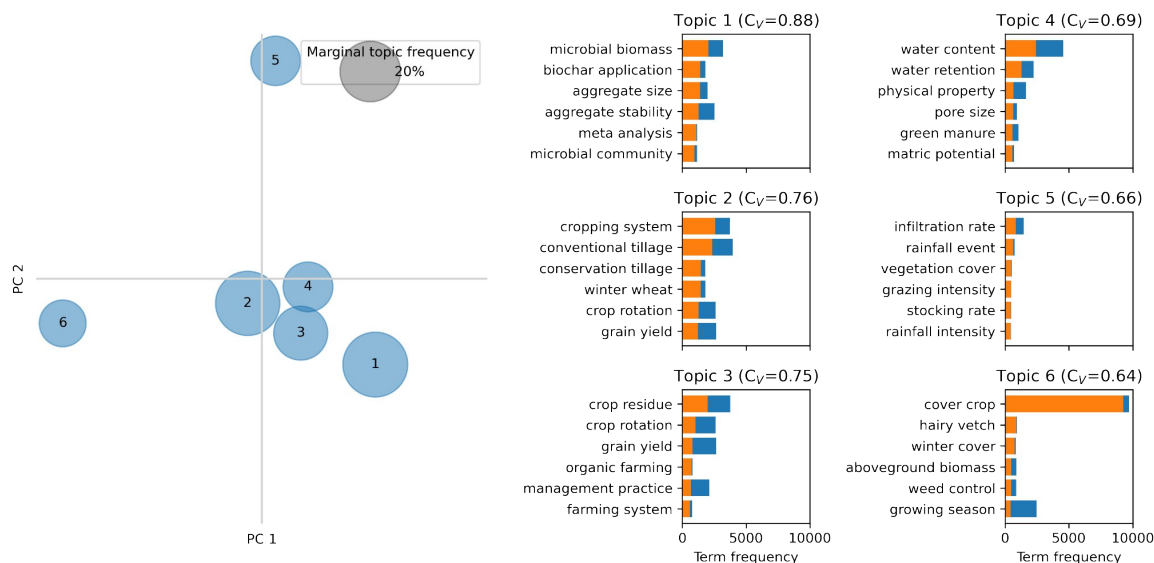 5
Marginal topic frequency
20%
2
4
6
3
1
PC 2
PC 1
Topic 1 (C_V=0.88)
microbial biomass
biochar application
aggregate size
aggregate stability
meta analysis
microbial community
Topic 2 (C_V=0.76)
cropping system
conventional tillage
conservation tillage
winter wheat
crop rotation
grain yield
Topic 3 (C_V=0.75)
crop residue
crop rotation
grain yield
organic farming
management practice
farming system
0 5000 10000
Term frequency
Topic 4 (C_V=0.69)
water content
water retention
physical property
pore size
green manure
matric potential
Topic 5 (C_V=0.66)
infiltration rate
rainfall event
vegetation cover
grazing intensity
stocking rate
rainfall intensity
Topic 6 (C_V=0.64)
cover crop
hairy vetch
winter cover
aboveground biomass
weed control
growing season
0 5000 10000
Term frequency